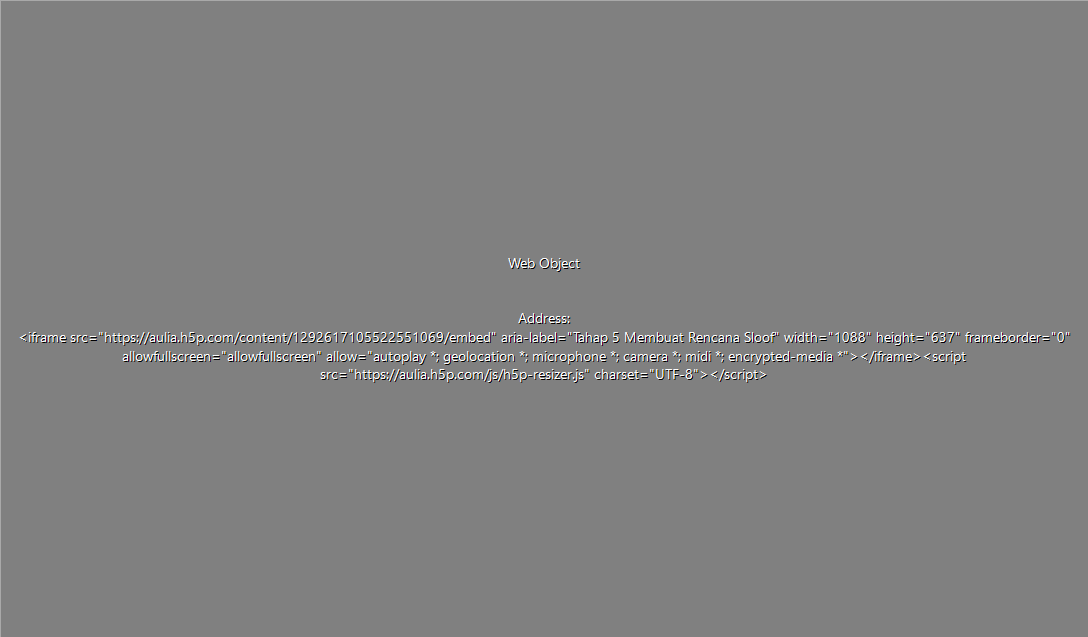 Web Object
Address:
<iframe src="https://aulia.h5p.com/content/1292617105522551069/embed" aria-label="Tahap 5 Membuat Rencana Sloof" width="1088" height="637" frameborder="0"
allowfullscreen="allowfullscreen" allow="autoplay *; geolocation *; microphone *; camera *; midi *; encrypted-media *"></iframe><script
src="https://aulia.h5p.com/js/h5p-resizer.js" charset="UTF-8"></script>